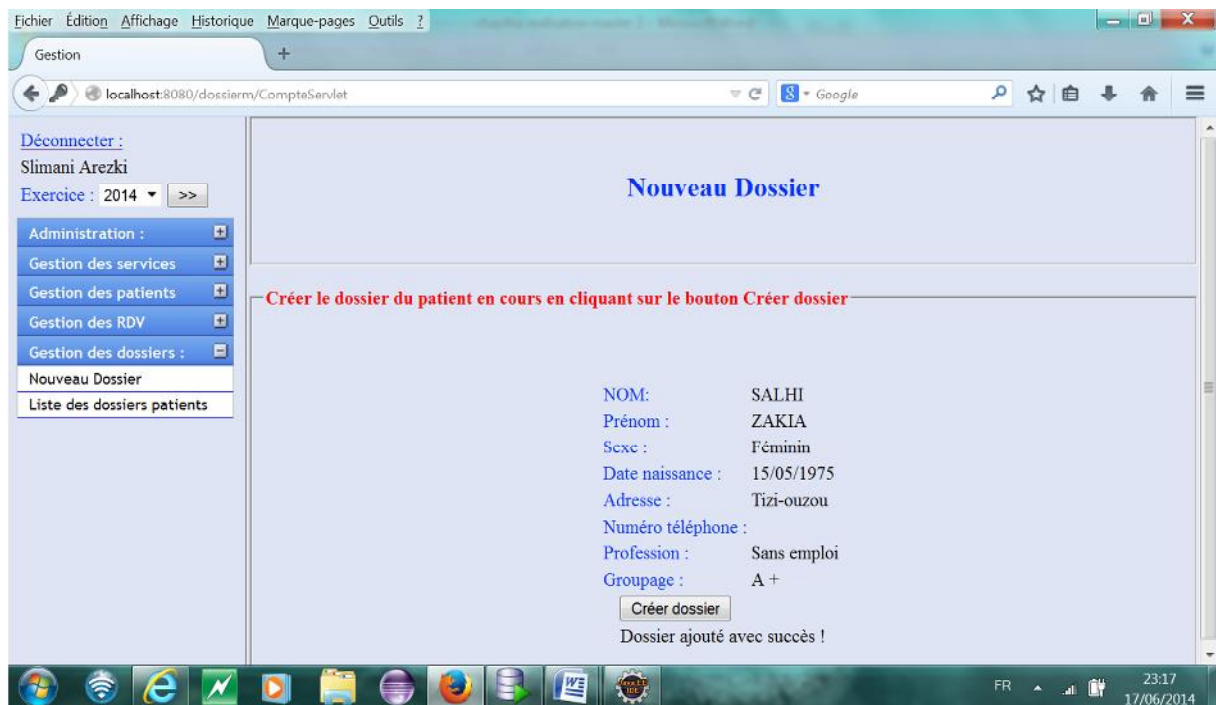 Fichier Édition Affichage Historique Marque-pages Outils ?
Gestion
+
localhost:8080/dossierm/CompteServlet
8 Google
Déconnecter :
Slimani Arezki
Exercice : 2014 >>
Administration :
Gestion des services
Gestion des patients
Gestion des RDV
Gestion des dossiers :
Nouveau Dossier
Liste des dossiers patients
Nouveau Dossier
Créer le dossier du patient en cours en cliquant sur le bouton Créer dossier
NOM: SALHI
Prénom : ZAKIA
Sexe : Féminin
Date naissance : 15/05/1975
Adresse : Tizi-ouzou
Numéro téléphone :
Profession : Sans emploi
Groupage : A +
Créer dossier
Dossier ajouté avec succès !
FR
23:17
17/06/2014